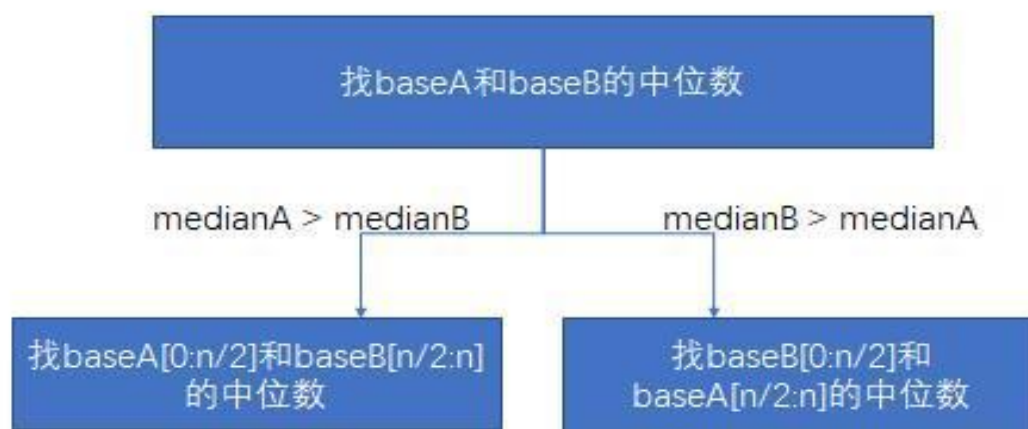 找baseA和baseB的中位数
medianA > medianB
medianB > medianA
找baseA[0:n/2]和baseB[n/2:n]
的中位数
找baseB[0:n/2]和
baseA[n/2:n]的中位数